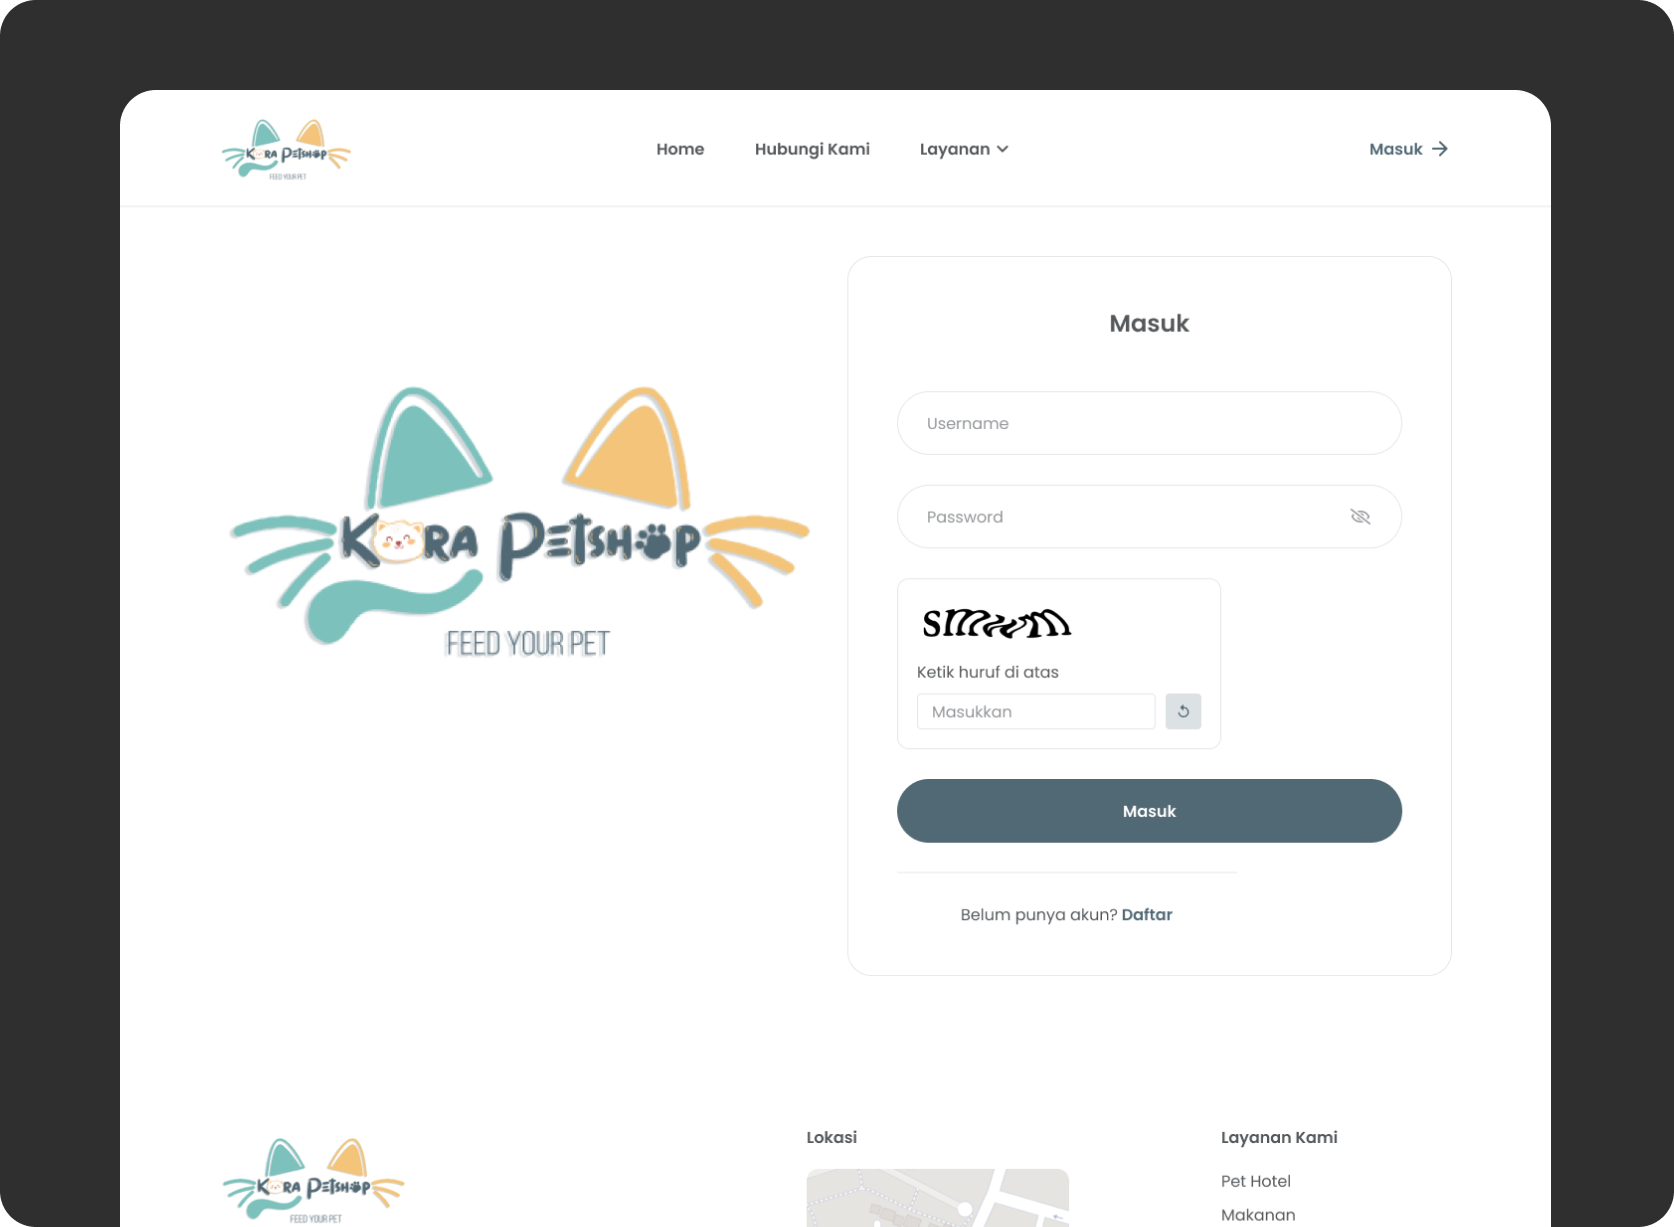 KORA PETSHOP
FEED YOUR PET
Home
Hubungi Kami
Layanan
Masuk
Masuk
Username
Password
KORA PETSHOP
FEED YOUR PET
Ketik huruf di atas
Masukkan
Masuk
Belum punya akun? Daftar
KORA PETSHOP
FEED YOUR PET
Lokasi
Layanan Kami
Pet Hotel
Makanan